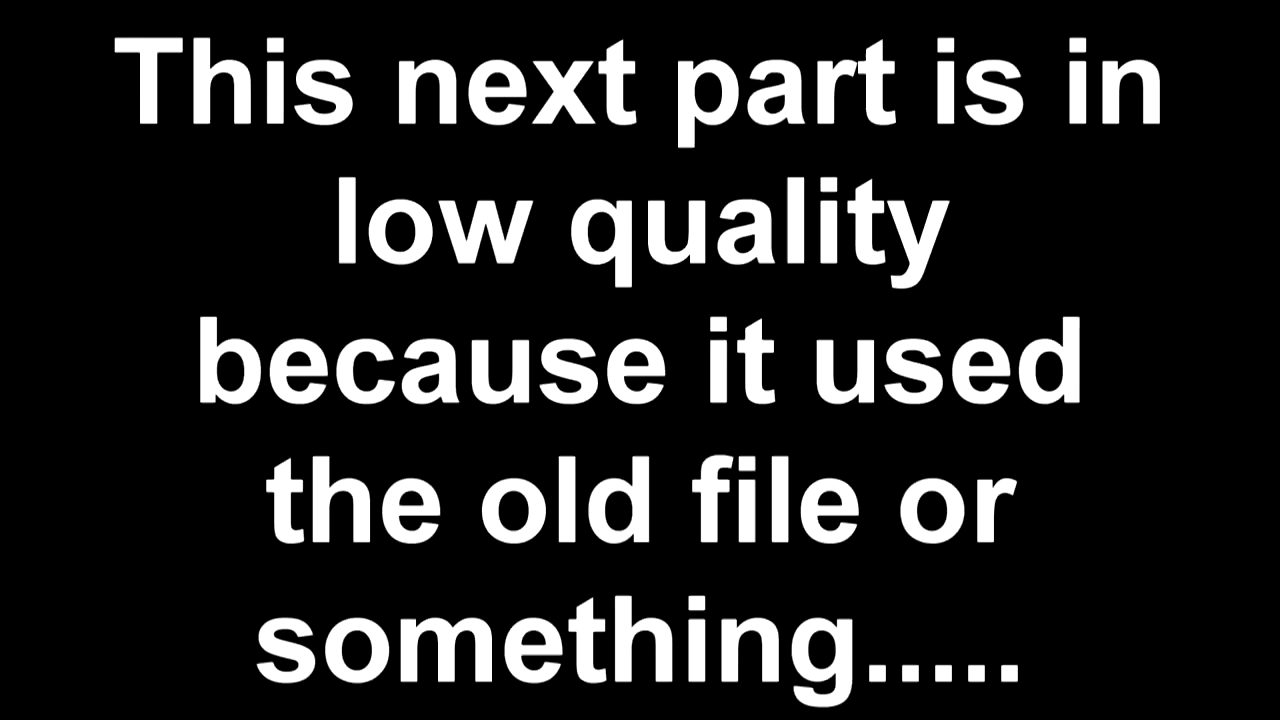 This next part is in
low quality
because it used
the old file or
something.....